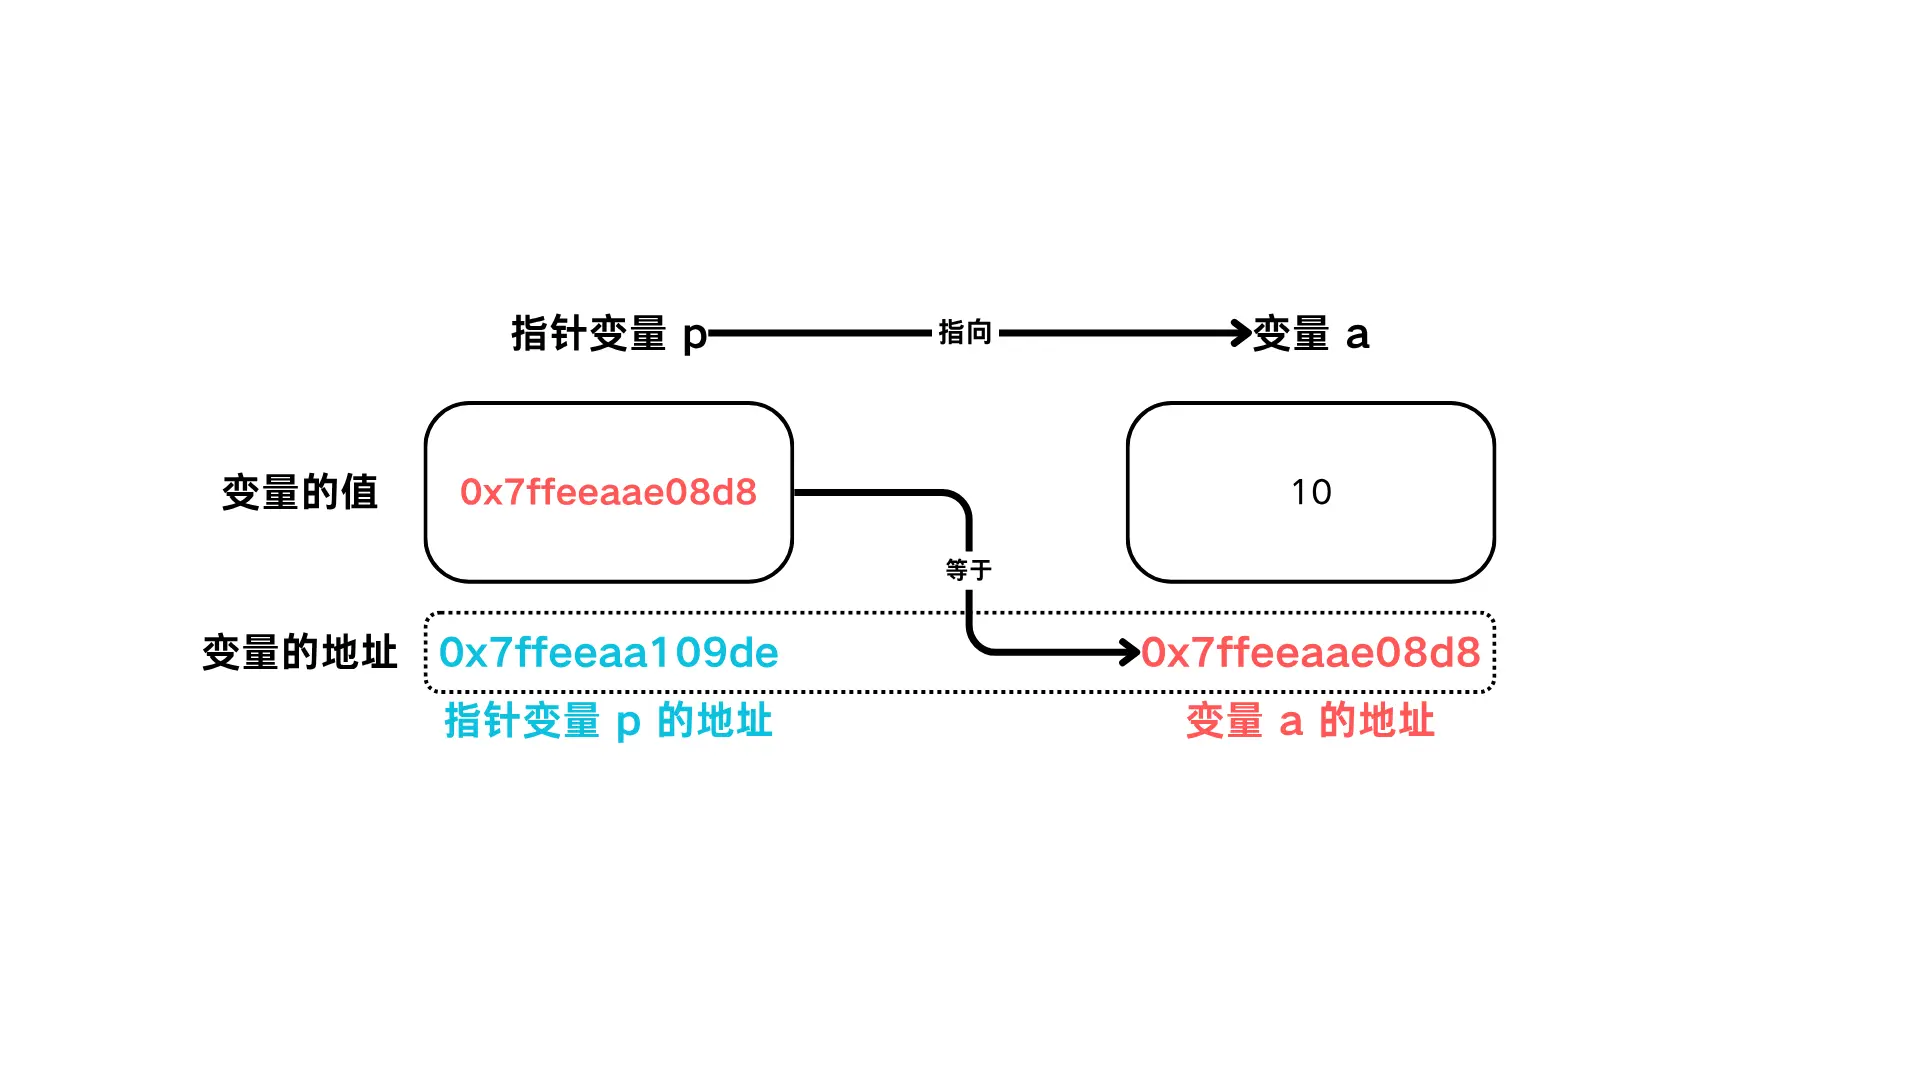 指针变量 p 指向 变量 a
变量的值 0x7ffeeaae08d8 10
等于
变量的地址 0x7ffeeaa109de 0x7ffeeaae08d8
指针变量 p 的地址 变量 a 的地址